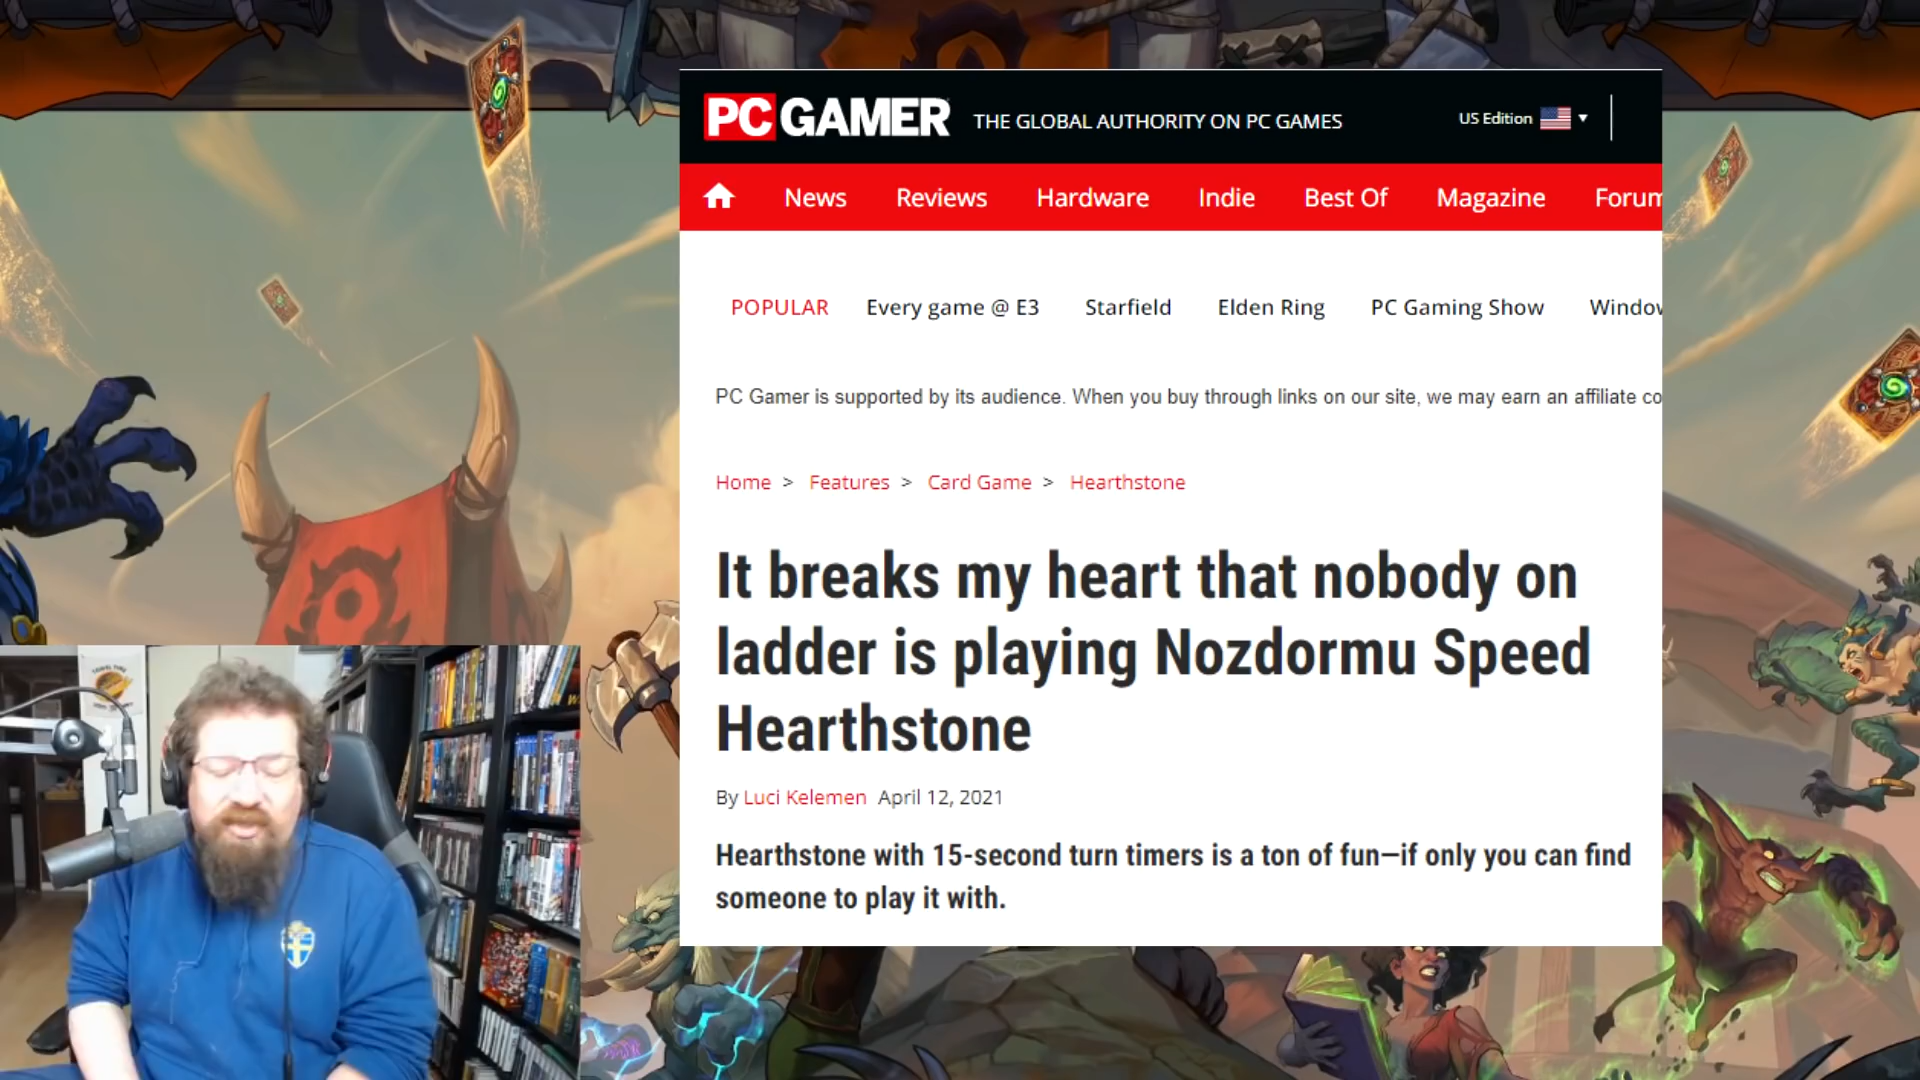 PC GAMER THE GLOBAL AUTHORITY ON PC GAMES US Edition
News Reviews Hardware Indie Best Of Magazine Forum
POPULAR Every game @ E3 Starfield Elden Ring PC Gaming Show Window
PC Gamer is supported by its audience. When you buy through links on our site, we may earn an affiliate co
Home > Features > Card Game > Hearthstone
It breaks my heart that nobody on
ladder is playing Nozdormu Speed
Hearthstone
By Luci Kelemen April 12, 2021
Hearthstone with 15-second turn timers is a ton of fun—if only you can find
someone to play it with.